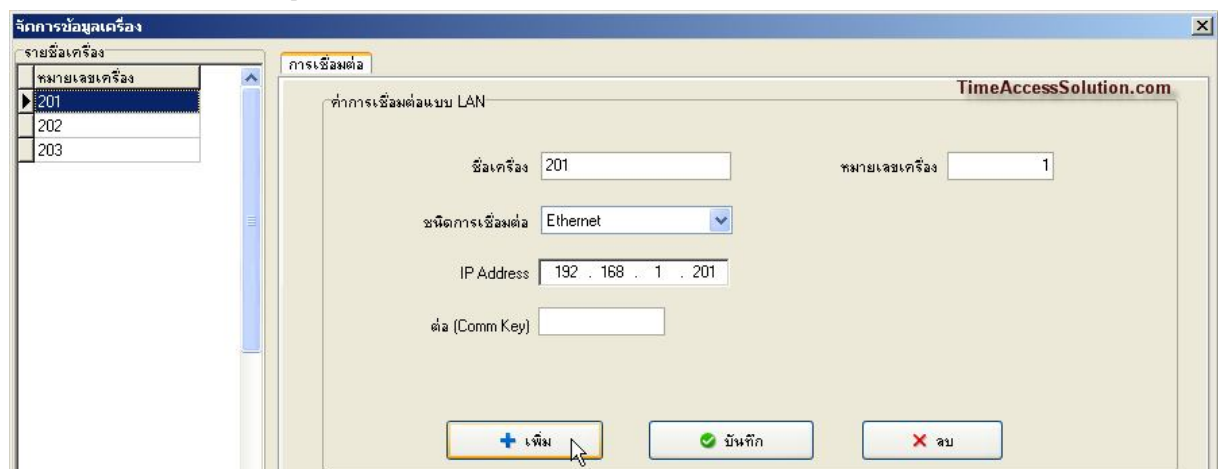 จัดการข้อมูลเครื่อง
รายชื่อเครื่อง
หมายเลขเครื่อง
201
202
203
การเชื่อมต่อ
TimeAccessSolution.com
ค่าการเชื่อมต่อแบบ LAN
ชื่อเครื่อง 201 หมายเลขเครื่อง 1
ชนิดการเชื่อมต่อ Ethernet
IP Address 192 . 168 . 1 . 201
ต่อ (Comm Key)
เพิ่ม บันทึก ลบ